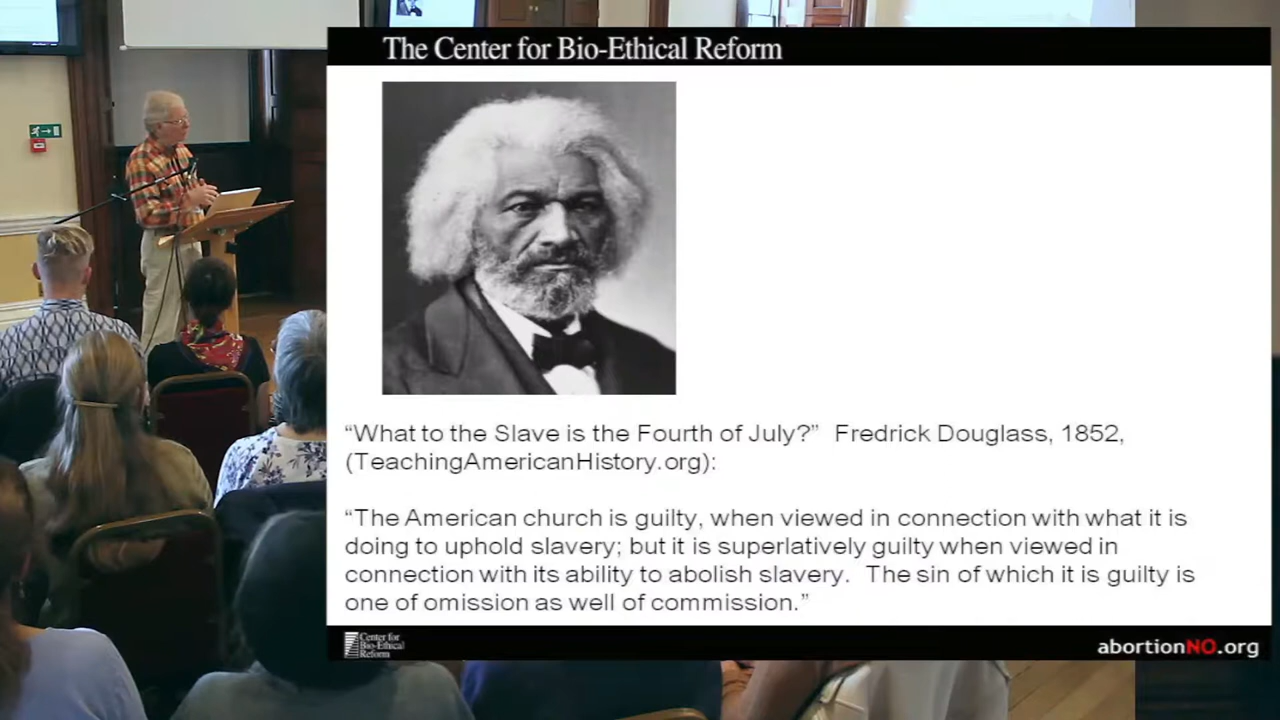 The Center for Bio-Ethical Reform
“What to the Slave is the Fourth of July?” Fredrick Douglass, 1852,
(TeachingAmericanHistory.org):
“The American church is guilty, when viewed in connection with what it is
doing to uphold slavery; but it is superlatively guilty when viewed in
connection with its ability to abolish slavery. The sin of which it is guilty is
one of omission as well of commission.”
Center for
Bio-Ethical
Reform
abortionNO.org